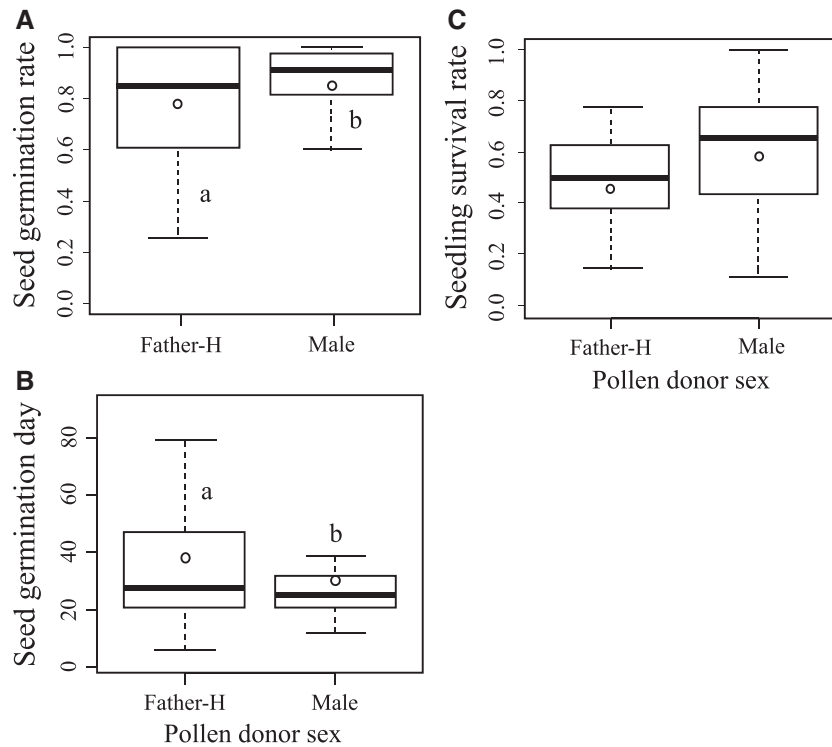 A
Seed germination rate
1.0
0.8
0.6
0.4
0.2
0.0
a
b
Father-H
Male
C
Seedling survival rate
1.0
0.8
0.6
0.4
0.2
0.0
Father-H
Male
Pollen donor sex
B
Seed germination day
80
60
40
20
0
a
b
Father-H
Male
Pollen donor sex